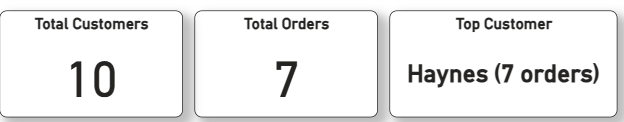 Total Customers
10
Total Orders
7
Top Customer
Haynes (7 orders)